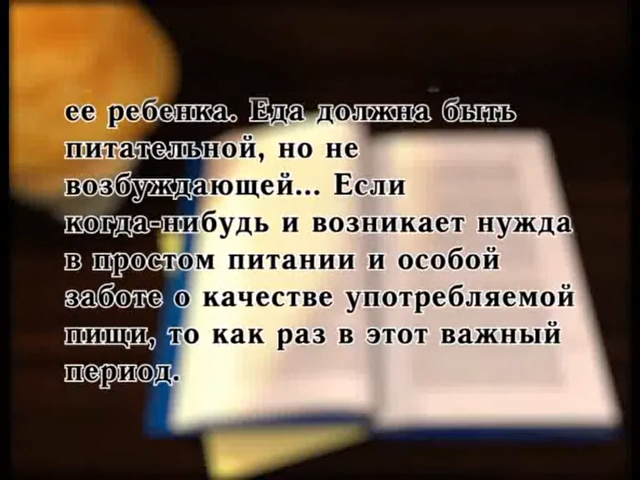 ее ребенка. Еда должна быть
питательной, но не
возбуждающей... Если
когда-нибудь и возникает нужда
в простом питании и особой
заботе о качестве употребляемой
пищи, то как раз в этот важный
период.